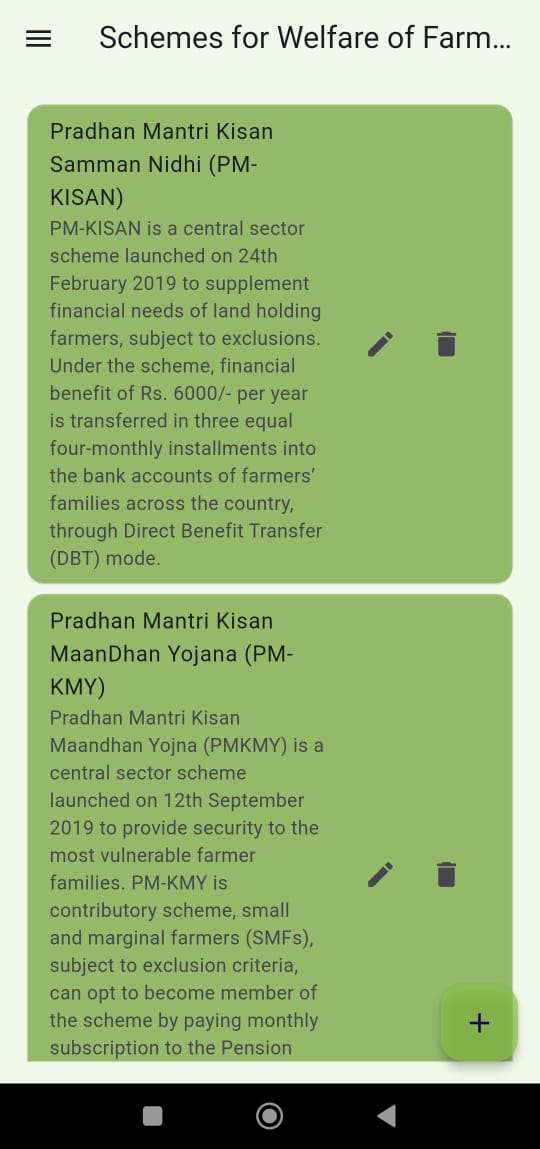 Schemes for Welfare of Farm...
Pradhan Mantri Kisan
Samman Nidhi (PM-
KISAN)
PM-KISAN is a central sector
scheme launched on 24th
February 2019 to supplement
financial needs of land holding
farmers, subject to exclusions.
Under the scheme, financial
benefit of Rs. 6000/- per year
is transferred in three equal
four-monthly installments into
the bank accounts of farmers’
families across the country,
through Direct Benefit Transfer
(DBT) mode.
Pradhan Mantri Kisan
MaanDhan Yojana (PM-
KMY)
Pradhan Mantri Kisan
Maandhan Yojna (PMKMY) is a
central sector scheme
launched on 12th September
2019 to provide security to the
most vulnerable farmer
families. PM-KMY is
contributory scheme, small
and marginal farmers (SMFs),
subject to exclusion criteria,
can opt to become member of
the scheme by paying monthly
subscription to the Pension